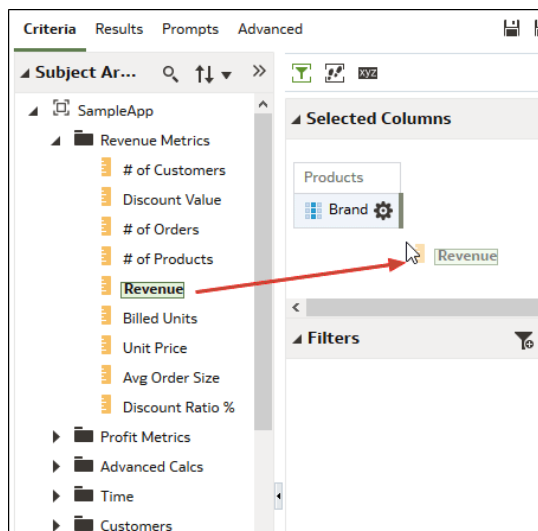 Criteria Results Prompts Advanced
Subject Ar...
xyz
SampleApp
Revenue Metrics
# of Customers
Discount Value
# of Orders
# of Products
Revenue
Billed Units
Unit Price
Avg Order Size
Discount Ratio %
Profit Metrics
Advanced Calcs
Time
Customers
Selected Columns
Products
Brand
Revenue
Filters